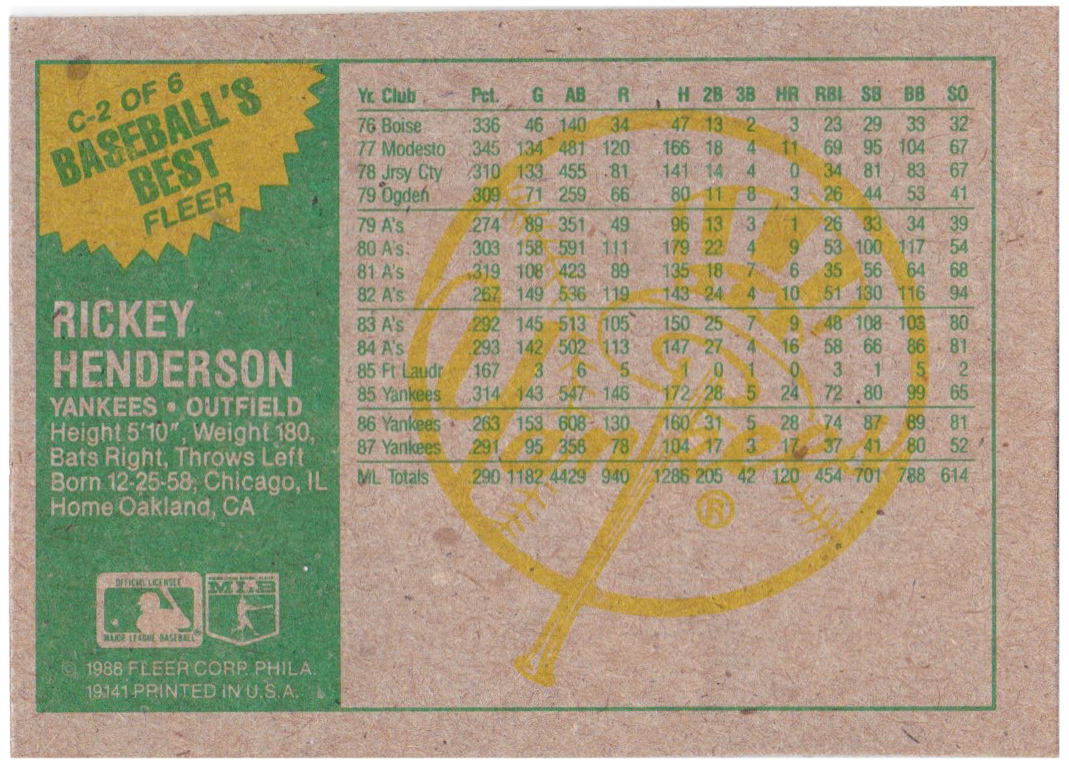 C-2 OF 6
BASEBALL'S
BEST
FLEER
RICKEY
HENDERSON
YANKEES • OUTFIELD
Height 5'10", Weight 180,
Bats Right, Throws Left
Born 12-25-58, Chicago, IL
Home Oakland, CA
OFFICIAL LICENSEE
MAJOR LEAGUE BASEBALL®
MLB
© 1988 FLEER CORP. PHILA.
19141 PRINTED IN U.S.A.
Yr. Club Pct. G AB R H 2B 3B HR RBI SB BB SO
76 Boise .336 46 140 34 47 13 2 3 23 29 33 32
77 Modesto .345 134 481 120 166 18 4 11 69 95 104 67
78 Jrsy Cty .310 133 455 81 141 14 4 0 34 81 83 67
79 Ogden .309 71 259 66 80 11 8 3 26 44 53 41
79 A's .274 89 351 49 96 13 3 1 26 33 34 39
80 A's .303 158 591 111 179 22 4 9 53 100 117 54
81 A's .319 108 423 89 135 18 7 6 35 56 64 68
82 A's .267 149 536 119 143 24 4 10 51 130 116 94
83 A's .292 145 513 105 150 25 7 9 48 108 103 80
84 A's .293 142 502 113 147 27 4 16 58 66 86 81
85 Ft Laudr .167 3 6 5 1 0 1 0 3 1 5 2
85 Yankees .314 143 547 146 172 28 5 24 72 80 99 65
86 Yankees .263 153 608 130 160 31 5 28 74 87 89 81
87 Yankees .291 95 358 78 104 17 3 17 37 41 80 52
ML Totals .290 1182 4429 940 1286 205 42 120 454 701 788 614
Yankees
®